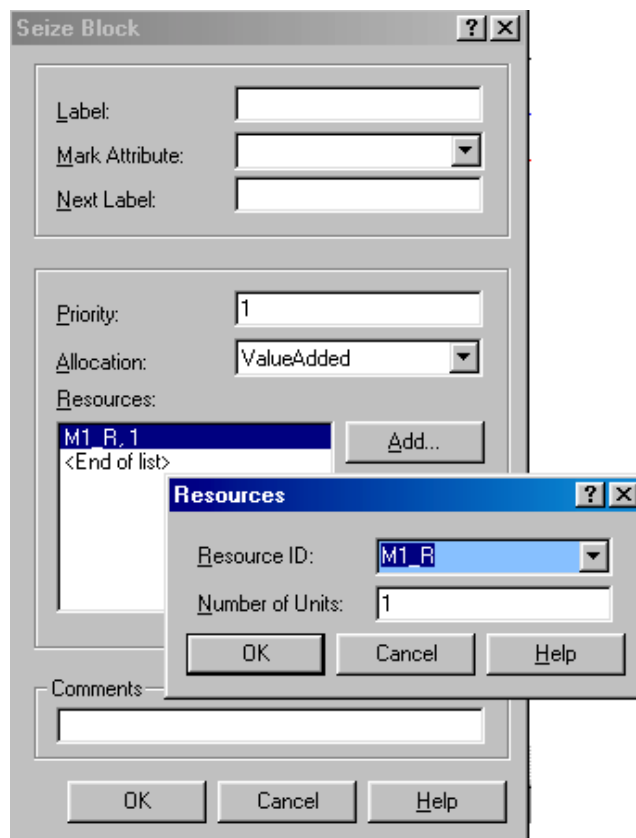 Seize Block
Label:
Mark Attribute:
Next Label:
Priority: 1
Allocation: ValueAdded
Resources:
M1_R, 1
<End of list>
Add...
Resources
Resource ID: M1_R
Number of Units: 1
OK Cancel Help
Comments
OK Cancel Help